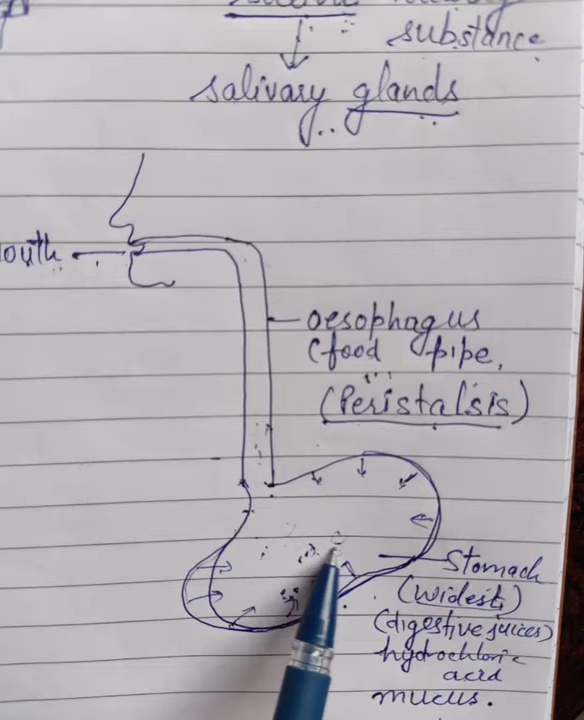 substance
salivary glands
outh
oesophagus
(food pipe,
(Peristalsis)
Stomach
(widest)
(digestive juices)
hydrochloric
acid
mucus.